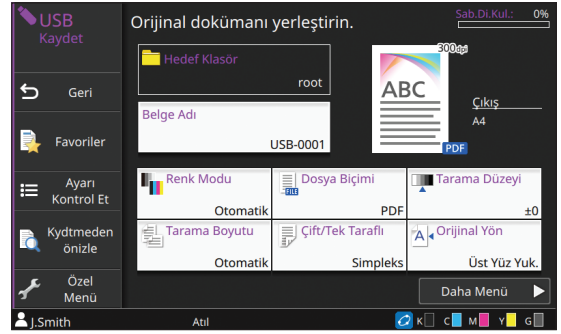 USB
Kaydet
Orijinal dokümanı yerleştirin.
Sab.Di.Kul.: 0%
Geri
Favoriler
Ayarı
Kontrol Et
Kydtmeden
önizle
Özel
Menü
Hedef Klasör
root
Belge Adı
USB-0001
300dpi
ABC
PDF
Çıkış
A4
Renk Modu
Otomatik
Dosya Biçimi
FILE
PDF
Tarama Düzeyi
±0
Tarama Boyutu
Otomatik
Çift/Tek Taraflı
Simpleks
A
Orijinal Yön
Üst Yüz Yuk.
Daha Menü
J.Smith
Atıl
K C M Y G